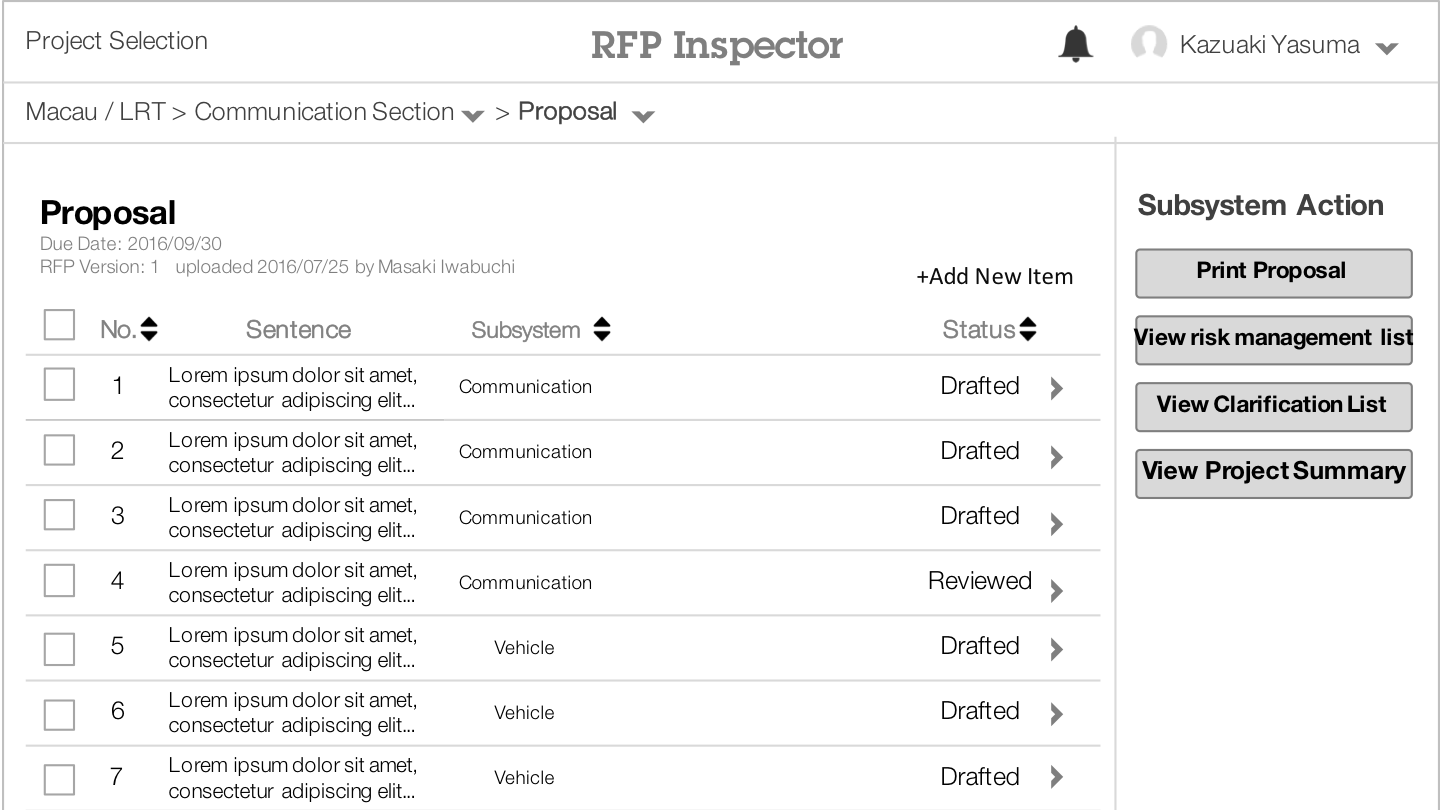 Project Selection
RFP Inspector
Kazuaki Yasuma
Macau / LRT > Communication Section > Proposal
Proposal
Due Date: 2016/09/30
RFP Version: 1 uploaded 2016/07/25 by Masaki Iwabuchi
+Add New Item
No. Sentence Subsystem Status
1 Lorem ipsum dolor sit amet, Communication Drafted
consectetur adipiscing elit...
2 Lorem ipsum dolor sit amet, Communication Drafted
consectetur adipiscing elit...
3 Lorem ipsum dolor sit amet, Communication Drafted
consectetur adipiscing elit...
4 Lorem ipsum dolor sit amet, Communication Reviewed
consectetur adipiscing elit...
5 Lorem ipsum dolor sit amet, Vehicle Drafted
consectetur adipiscing elit...
6 Lorem ipsum dolor sit amet, Vehicle Drafted
consectetur adipiscing elit...
7 Lorem ipsum dolor sit amet, Vehicle Drafted
consectetur adipiscing elit...
Subsystem Action
Print Proposal
View risk management list
View Clarification List
View Project Summary